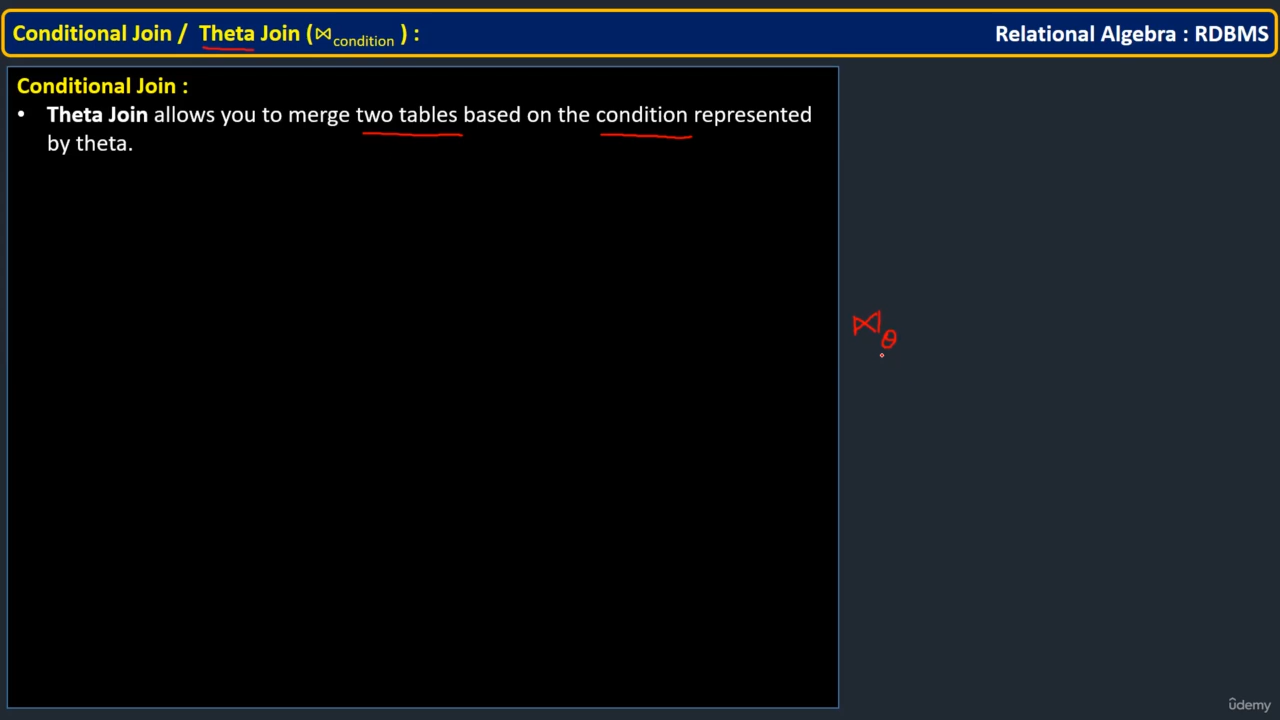 Conditional Join / Theta Join (⋈condition ) :
Relational Algebra : RDBMS
Conditional Join :
• Theta Join allows you to merge two tables based on the condition represented
by theta.
⋈θ
ûdemy